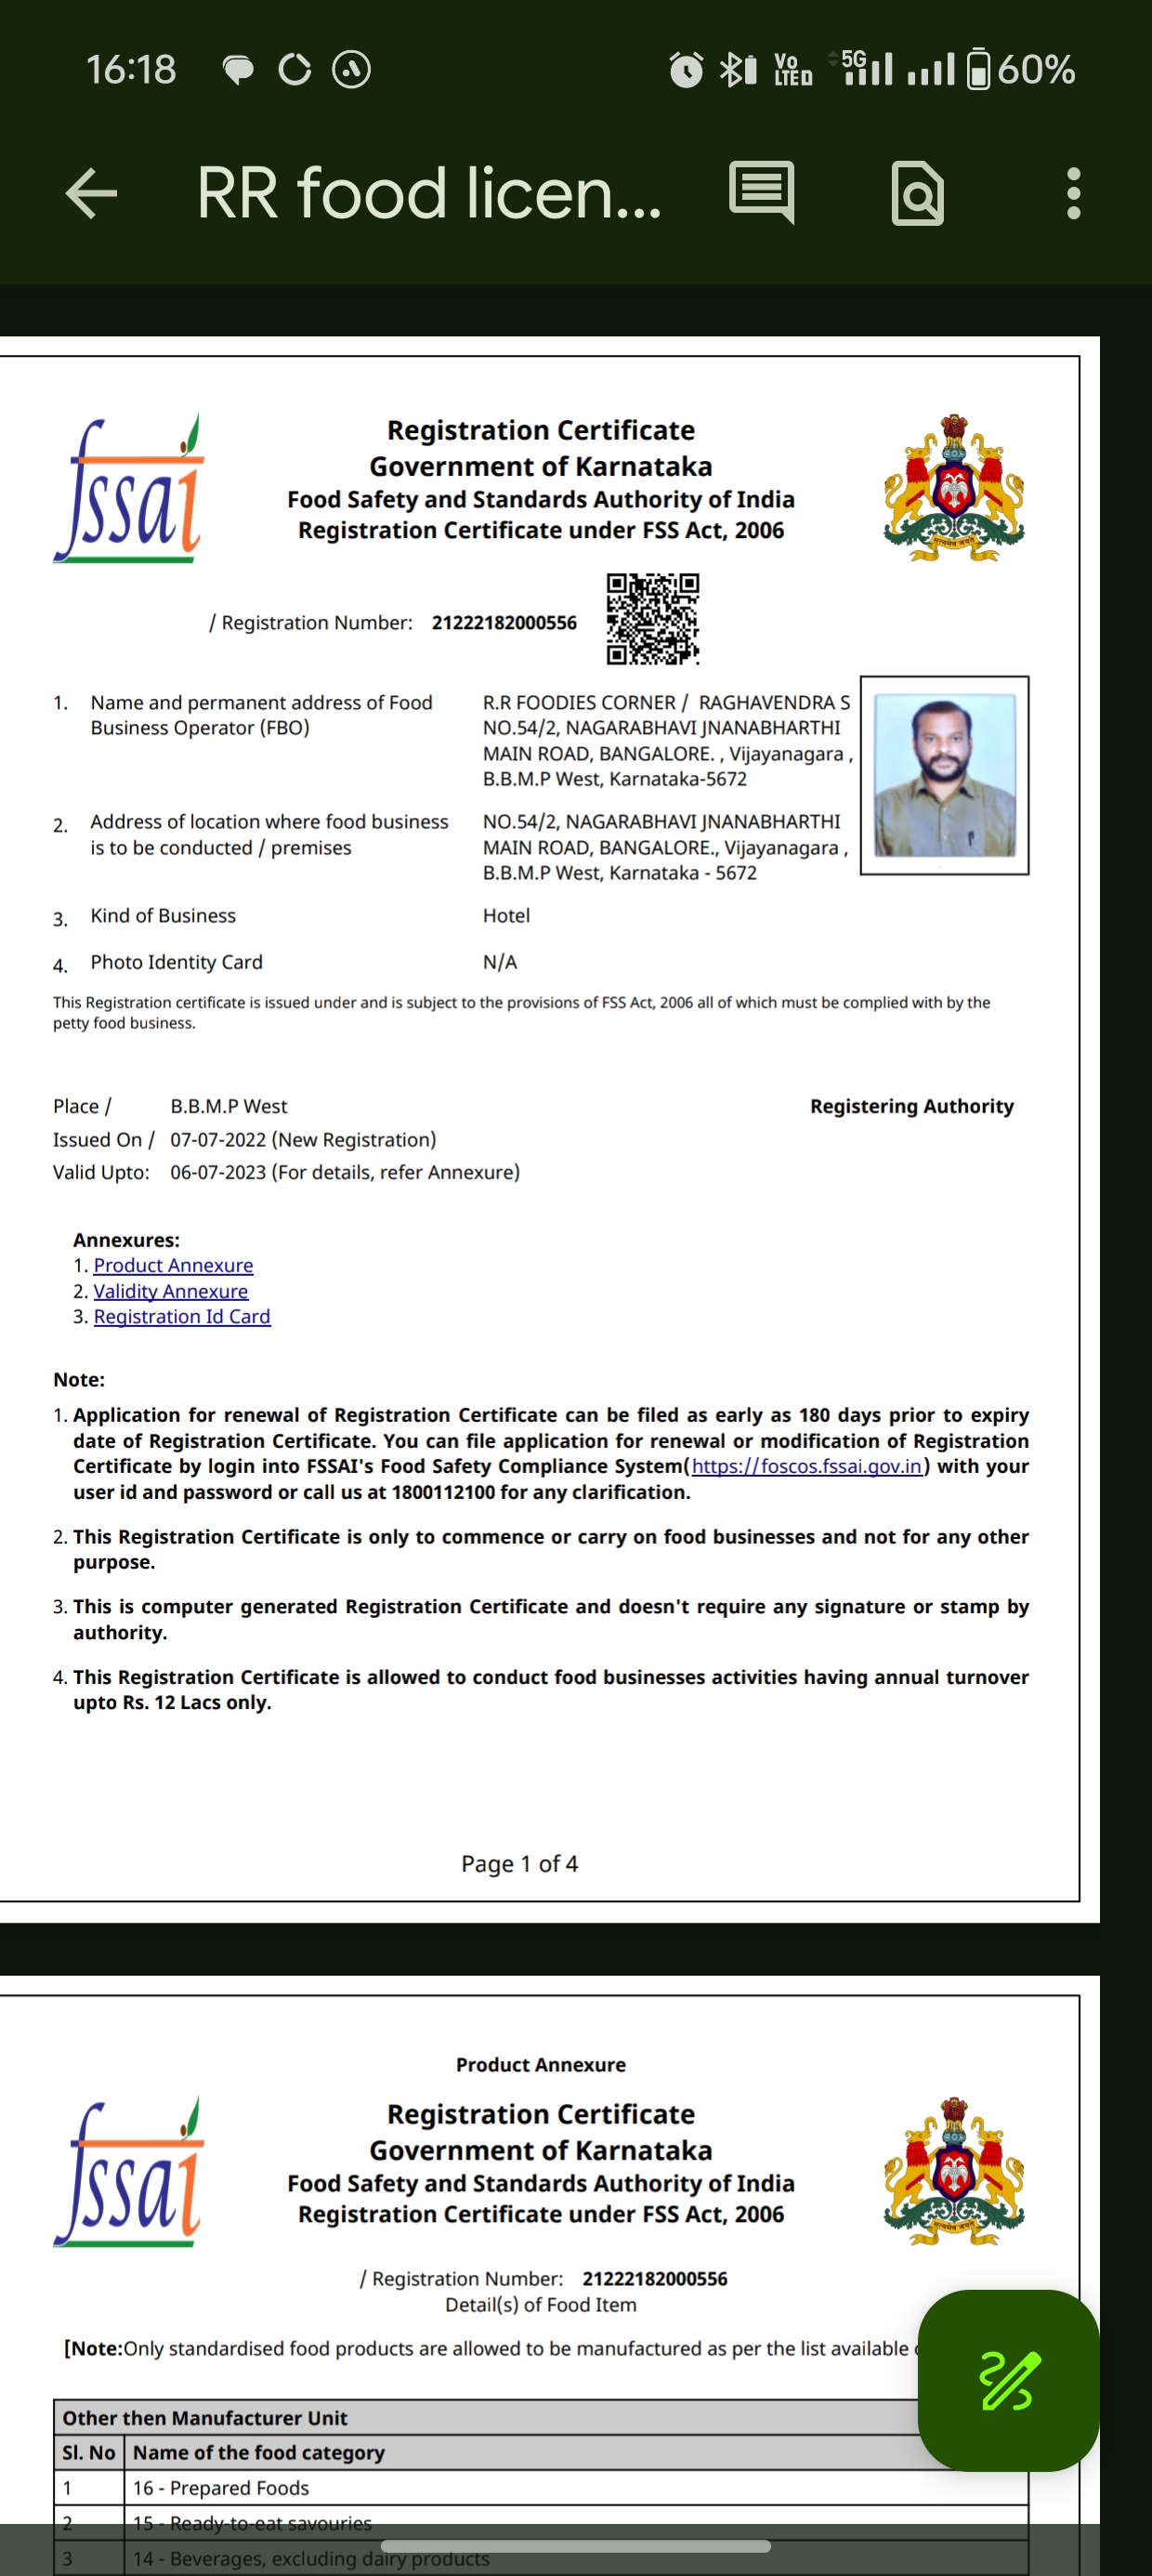 16:18
Vo
LTED
5G
60%
RR food licen...
fssai
Registration Certificate
Government of Karnataka
Food Safety and Standards Authority of India
Registration Certificate under FSS Act, 2006
/ Registration Number: 21222182000556
1. Name and permanent address of Food
Business Operator (FBO)
R.R FOODIES CORNER / RAGHAVENDRA S
NO.54/2, NAGARABHAVI JNANABHARTHI
MAIN ROAD, BANGALORE. , Vijayanagara ,
B.B.M.P West, Karnataka-5672
2. Address of location where food business
is to be conducted / premises
NO.54/2, NAGARABHAVI JNANABHARTHI
MAIN ROAD, BANGALORE., Vijayanagara ,
B.B.M.P West, Karnataka - 5672
3. Kind of Business Hotel
4. Photo Identity Card N/A
This Registration certificate is issued under and is subject to the provisions of FSS Act, 2006 all of which must be complied with by the
petty food business.
Place / B.B.M.P West Registering Authority
Issued On / 07-07-2022 (New Registration)
Valid Upto: 06-07-2023 (For details, refer Annexure)
Annexures:
1. Product Annexure
2. Validity Annexure
3. Registration Id Card
Note:
1. Application for renewal of Registration Certificate can be filed as early as 180 days prior to expiry
date of Registration Certificate. You can file application for renewal or modification of Registration
Certificate by login into FSSAI's Food Safety Compliance System(https://foscos.fssai.gov.in) with your
user id and password or call us at 1800112100 for any clarification.
2. This Registration Certificate is only to commence or carry on food businesses and not for any other
purpose.
3. This is computer generated Registration Certificate and doesn't require any signature or stamp by
authority.
4. This Registration Certificate is allowed to conduct food businesses activities having annual turnover
upto Rs. 12 Lacs only.
Page 1 of 4
Product Annexure
fssai
Registration Certificate
Government of Karnataka
Food Safety and Standards Authority of India
Registration Certificate under FSS Act, 2006
/ Registration Number: 21222182000556
Detail(s) of Food Item
[Note:Only standardised food products are allowed to be manufactured as per the list available
Other then Manufacturer Unit
Sl. No Name of the food category
1 16 - Prepared Foods
2 15 - Ready-to-eat savouries
3 14 - Beverages, excluding dairy products